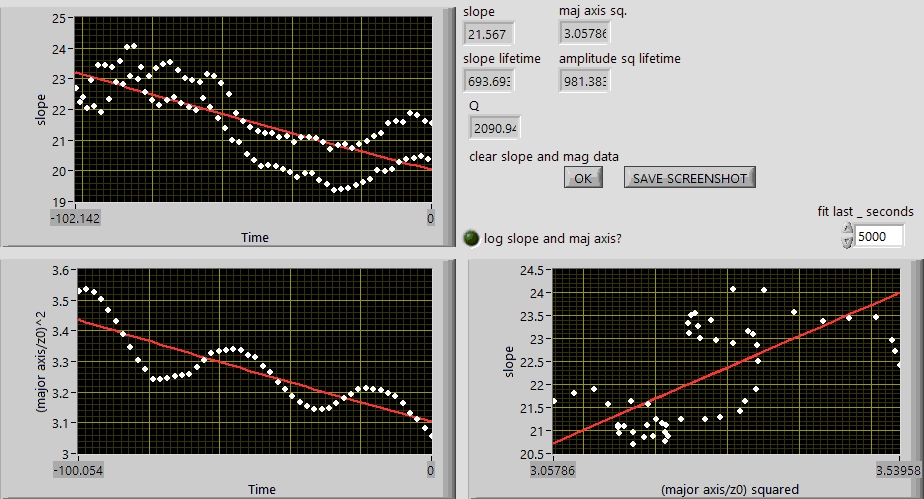 slope
maj axis sq.
21.567
3.05786
slope lifetime
amplitude sq lifetime
693.693
981.383
Q
2090.94
clear slope and mag data
OK
SAVE SCREENSHOT
fit last _ seconds
log slope and maj axis?
5000
25
24
23
22
21
20
19
slope
-102.142
0
Time
3.6
3.5
3.4
3.3
3.2
3.1
3
(major axis/z0)^2
-100.054
0
Time
24.5
24
23.5
23
22.5
22
21.5
21
20.5
slope
3.05786
3.53958
(major axis/z0) squared